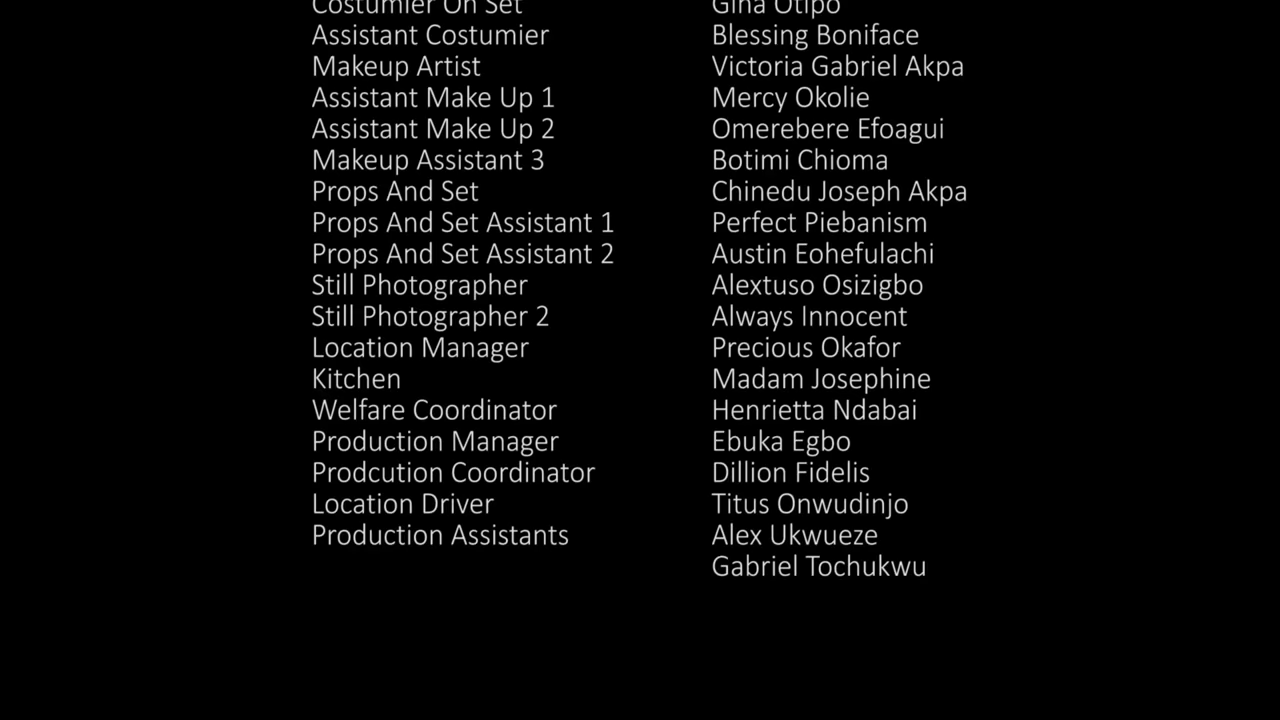 Costumier On Set Gina Otipo
Assistant Costumier Blessing Boniface
Makeup Artist Victoria Gabriel Akpa
Assistant Make Up 1 Mercy Okolie
Assistant Make Up 2 Omerebere Efoagui
Makeup Assistant 3 Botimi Chioma
Props And Set Chinedu Joseph Akpa
Props And Set Assistant 1 Perfect Piebanism
Props And Set Assistant 2 Austin Eohefulachi
Still Photographer Alextuso Osizigbo
Still Photographer 2 Always Innocent
Location Manager Precious Okafor
Kitchen Madam Josephine
Welfare Coordinator Henrietta Ndabai
Production Manager Ebuka Egbo
Prodcution Coordinator Dillion Fidelis
Location Driver Titus Onwudinjo
Production Assistants Alex Ukwueze
Gabriel Tochukwu